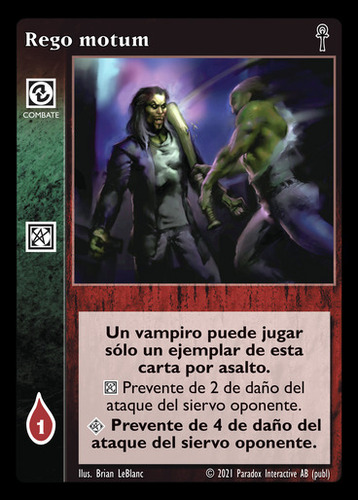 Rego motum
COMBATE
Un vampiro puede jugar
sólo un ejemplar de esta
carta por asalto.
Prevente de 2 de daño del
ataque del siervo oponente.
Prevente de 4 de daño del
ataque del siervo oponente.
1
Ilus. Brian LeBlanc © 2021 Paradox Interactive AB (publ)